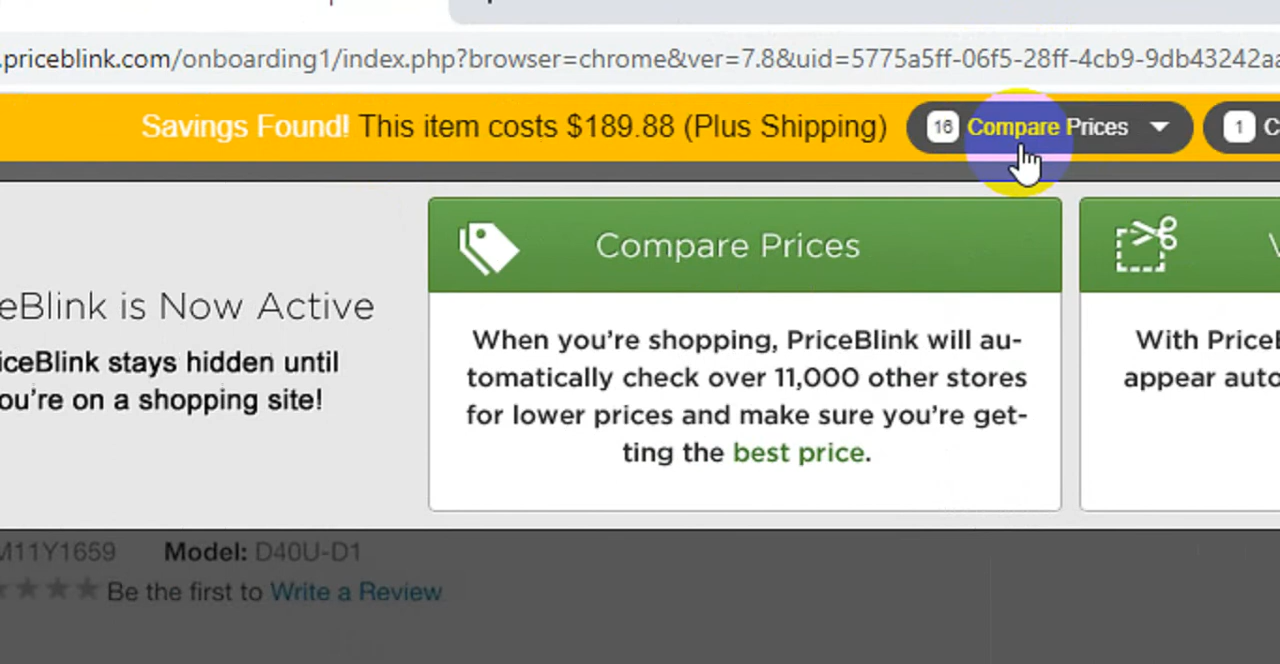 .priceblink.com/onboarding1/index.php?browser=chrome&ver=7.8&uid=5775a5ff-06f5-28ff-4cb9-9db43242aa
Savings Found! This item costs $189.88 (Plus Shipping) 16 Compare Prices 1 C
Compare Prices
eBlink is Now Active
iceBlink stays hidden until
ou're on a shopping site!
When you're shopping, PriceBlink will au-
tomatically check over 11,000 other stores
for lower prices and make sure you're get-
ting the best price.
With PriceB
appear auto
M11Y1659 Model: D40U-D1
Be the first to Write a Review